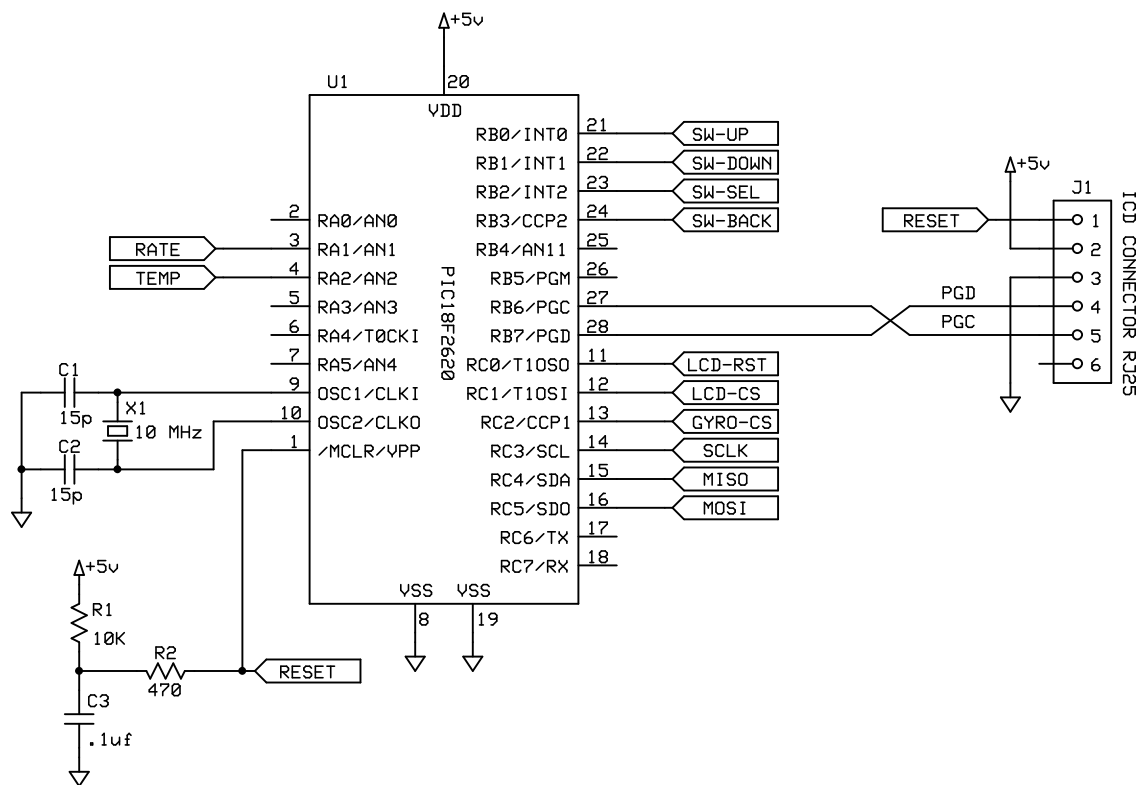 +5v
U1
20
VDD
RB0/INT0 21 SW-UP
RB1/INT1 22 SW-DOWN
RB2/INT2 23 SW-SEL
2 RA0/AN0
RB3/CCP2 24 SW-BACK
RATE 3 RA1/AN1
RB4/AN11 25
TEMP 4 RA2/AN2
RB5/PGM 26
5 RA3/AN3
RB6/PGC 27
6 RA4/T0CKI
RB7/PGD 28
7 RA5/AN4
RC0/T1OSO 11 LCD-RST
9 OSC1/CLKI
RC1/T1OSI 12 LCD-CS
10 OSC2/CLKO
RC2/CCP1 13 GYRO-CS
1 /MCLR/VPP
RC3/SCL 14 SCLK
RC4/SDA 15 MISO
RC5/SDO 16 MOSI
RC6/TX 17
RC7/RX 18
PIC18F2620
VSS VSS
8 19
C1
15p
X1
10 MHz
C2
15p
+5v
R1
10K
R2
470
RESET
C3
.1uf
+5v
J1
RESET 1
2
3
PGD 4
PGC 5
6
ICD CONNECTOR RJ25